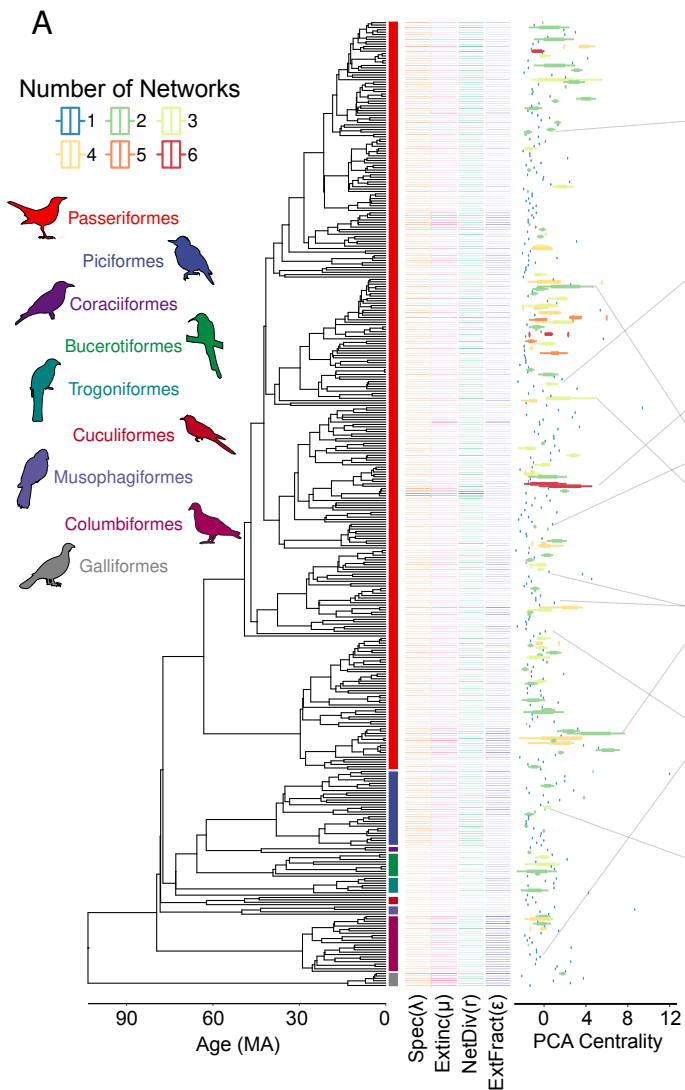 A
Number of Networks
1 2 3
4 5 6
Passeriformes
Piciformes
Coraciiformes
Bucerotiformes
Trogoniformes
Cuculiformes
Musophagiformes
Columbiformes
Galliformes
90 60 30 0
Age (MA)
Spec(λ)
Extinc(μ)
NetDiv(r)
ExtFract(ε)
0 4 8 12
PCA Centrality